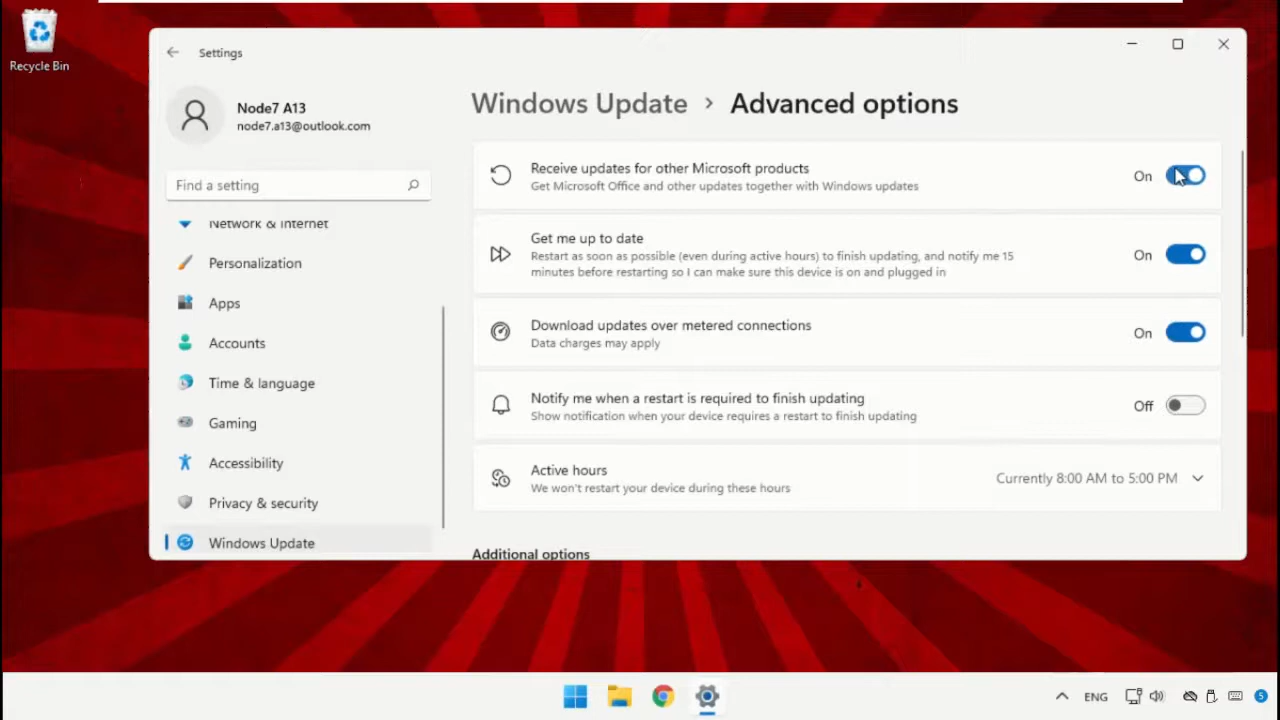 Recycle Bin
Settings
Node7 A13
node7.a13@outlook.com
Find a setting
Network & internet
Personalization
Apps
Accounts
Time & language
Gaming
Accessibility
Privacy & security
Windows Update
Windows Update › Advanced options
Receive updates for other Microsoft products
Get Microsoft Office and other updates together with Windows updates
On
Get me up to date
Restart as soon as possible (even during active hours) to finish updating, and notify me 15
minutes before restarting so I can make sure this device is on and plugged in
On
Download updates over metered connections
Data charges may apply
On
Notify me when a restart is required to finish updating
Show notification when your device requires a restart to finish updating
Off
Active hours
We won't restart your device during these hours
Currently 8:00 AM to 5:00 PM
Additional options
ENG
5